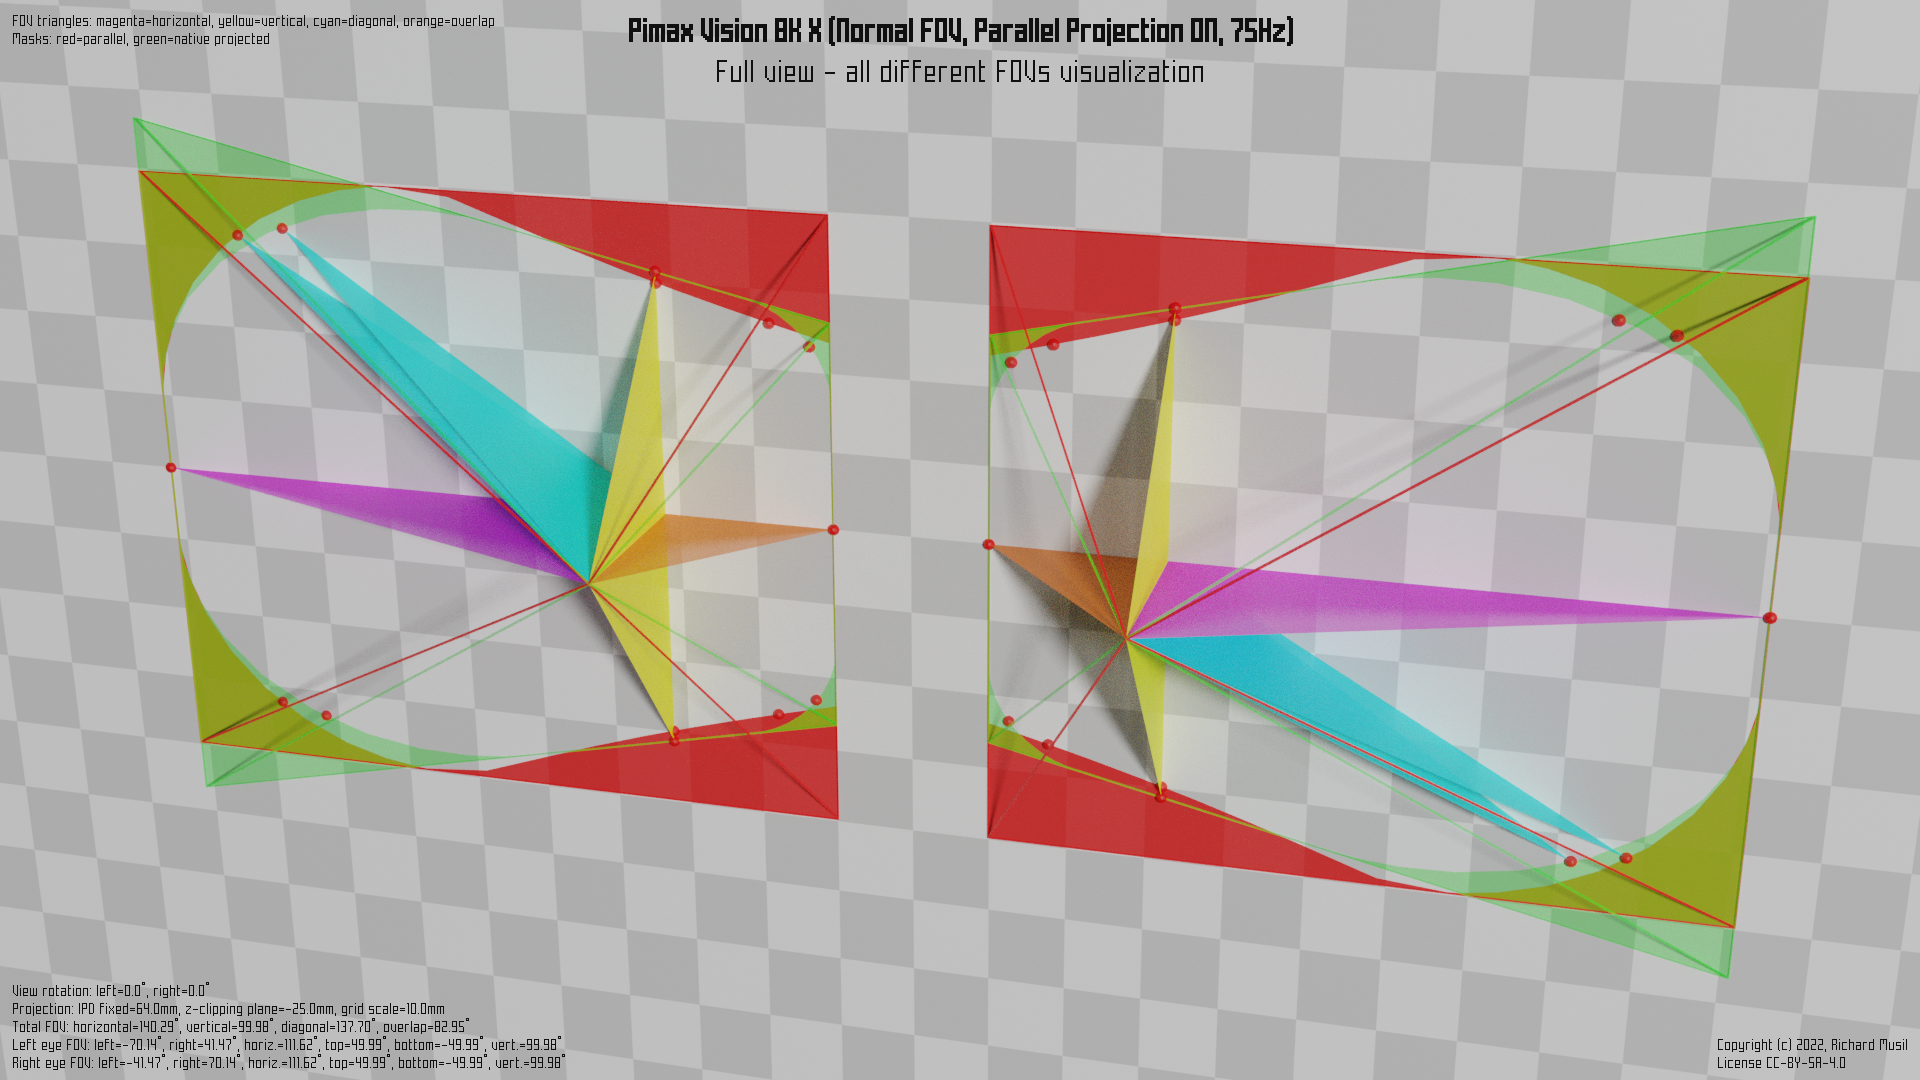 FOV triangles: magenta=horizontal, yellow=vertical, cyan=diagonal, orange=overlap
Masks: red=parallel, green=native projected
Pimax Vision 8K X (Normal FOV, Parallel Projection ON, 75Hz)
Full view - all different FOVs visualization
View rotation: left=0.0°, right=0.0°
Projection: IPD fixed=64.0mm, z-clipping plane=-25.0mm, grid scale=10.0mm
Total FOV: horizontal=140.29°, vertical=99.98°, diagonal=137.70°, overlap=82.95°
Left eye FOV: left=-70.14°, right=41.47°, horiz.=111.62°, top=49.99°, bottom=-49.99°, vert.=99.98°
Right eye FOV: left=-41.47°, right=70.14°, horiz.=111.62°, top=49.99°, bottom=-49.99°, vert.=99.98°
Copyright (c) 2022, Richard Musil
License CC-BY-SA-4.0